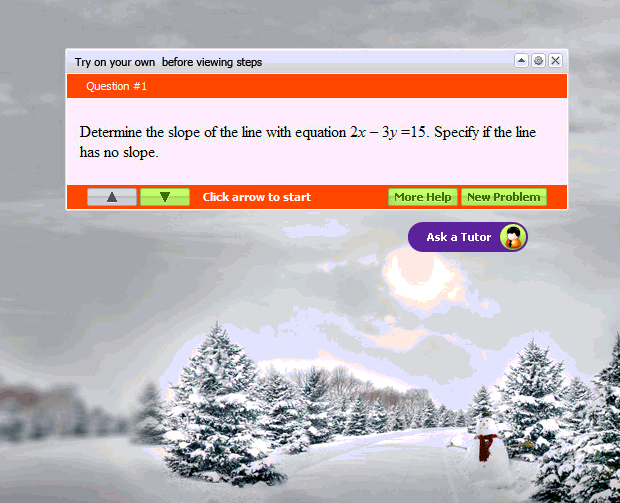 Try on your own  before viewing steps
Question #1
Determine the slope of the line with equation 2x − 3y =15. Specify if the line
has no slope.
Click arrow to start
More Help
New Problem
Ask a Tutor